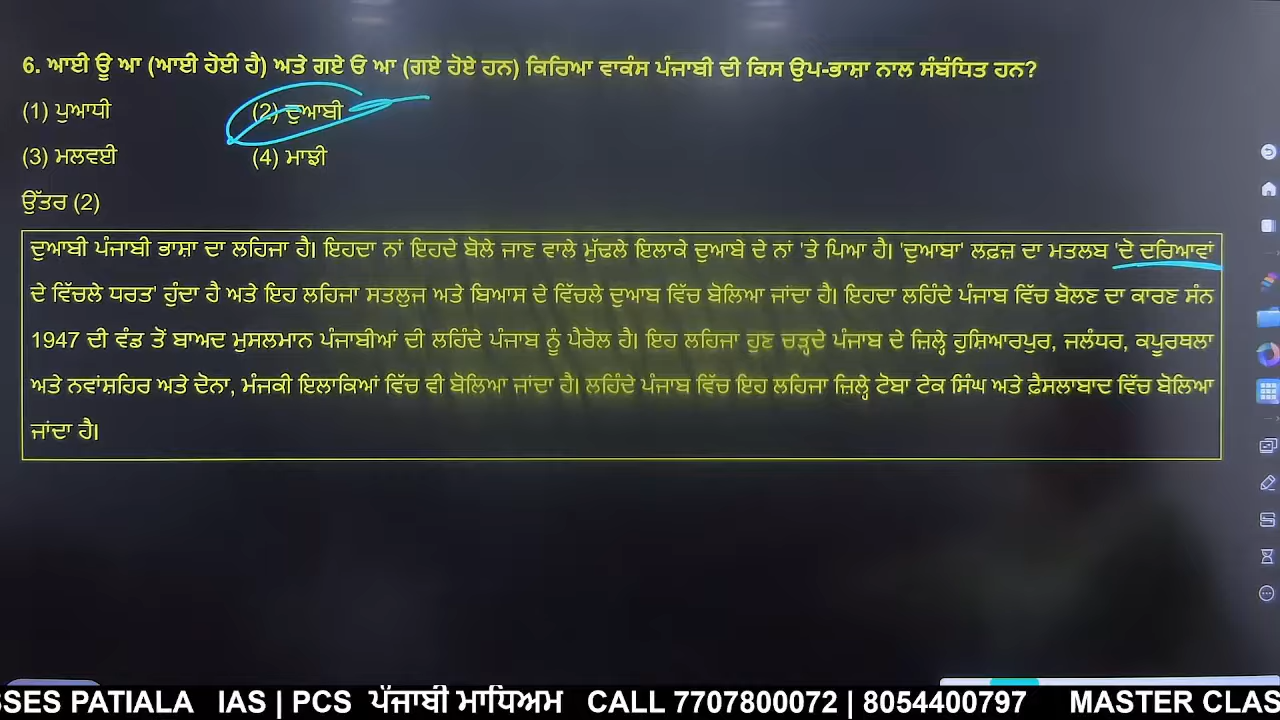 6. ਆਈ ਊ ਆ (ਆਈ ਹੋਈ ਹੈ) ਅਤੇ ਗਏ ਓ ਆ (ਗਏ ਹੋਏ ਹਨ) ਕਿਰਿਆ ਵਾਕੰਸ ਪੰਜਾਬੀ ਦੀ ਕਿਸ ਉਪ-ਭਾਸ਼ਾ ਨਾਲ ਸੰਬੰਧਿਤ ਹਨ?
(1) ਪੁਆਧੀ (2) ਦੁਆਬੀ
(3) ਮਲਵਈ (4) ਮਾਝੀ
ਉੱਤਰ (2)
ਦੁਆਬੀ ਪੰਜਾਬੀ ਭਾਸ਼ਾ ਦਾ ਲਹਿਜਾ ਹੈ। ਇਹਦਾ ਨਾਂ ਇਹਦੇ ਬੋਲੇ ਜਾਣ ਵਾਲੇ ਮੁੱਢਲੇ ਇਲਾਕੇ ਦੁਆਬੇ ਦੇ ਨਾਂ 'ਤੇ ਪਿਆ ਹੈ। 'ਦੁਆਬਾ' ਲਫ਼ਜ਼ ਦਾ ਮਤਲਬ 'ਦੋ ਦਰਿਆਵਾਂ
ਦੇ ਵਿੱਚਲੇ ਧਰਤ' ਹੁੰਦਾ ਹੈ ਅਤੇ ਇਹ ਲਹਿਜਾ ਸਤਲੁਜ ਅਤੇ ਬਿਆਸ ਦੇ ਵਿੱਚਲੇ ਦੁਆਬ ਵਿੱਚ ਬੋਲਿਆ ਜਾਂਦਾ ਹੈ। ਇਹਦਾ ਲਹਿੰਦੇ ਪੰਜਾਬ ਵਿੱਚ ਬੋਲਣ ਦਾ ਕਾਰਣ ਸੰਨ
1947 ਦੀ ਵੰਡ ਤੋਂ ਬਾਅਦ ਮੁਸਲਮਾਨ ਪੰਜਾਬੀਆਂ ਦੀ ਲਹਿੰਦੇ ਪੰਜਾਬ ਨੂੰ ਪੈਰੋਲ ਹੈ। ਇਹ ਲਹਿਜਾ ਹੁਣ ਚੜ੍ਹਦੇ ਪੰਜਾਬ ਦੇ ਜ਼ਿਲ੍ਹੇ ਹੁਸ਼ਿਆਰਪੁਰ, ਜਲੰਧਰ, ਕਪੂਰਥਲਾ
ਅਤੇ ਨਵਾਂਸ਼ਹਿਰ ਅਤੇ ਦੋਨਾ, ਮੰਜਕੀ ਇਲਾਕਿਆਂ ਵਿੱਚ ਵੀ ਬੋਲਿਆ ਜਾਂਦਾ ਹੈ। ਲਹਿੰਦੇ ਪੰਜਾਬ ਵਿੱਚ ਇਹ ਲਹਿਜਾ ਜ਼ਿਲ੍ਹੇ ਟੋਬਾ ਟੇਕ ਸਿੰਘ ਅਤੇ ਫ਼ੈਸਲਾਬਾਦ ਵਿੱਚ ਬੋਲਿਆ
ਜਾਂਦਾ ਹੈ।
SSES PATIALA IAS | PCS ਪੰਜਾਬੀ ਮਾਧਿਅਮ CALL 7707800072 | 8054400797 MASTER CLAS